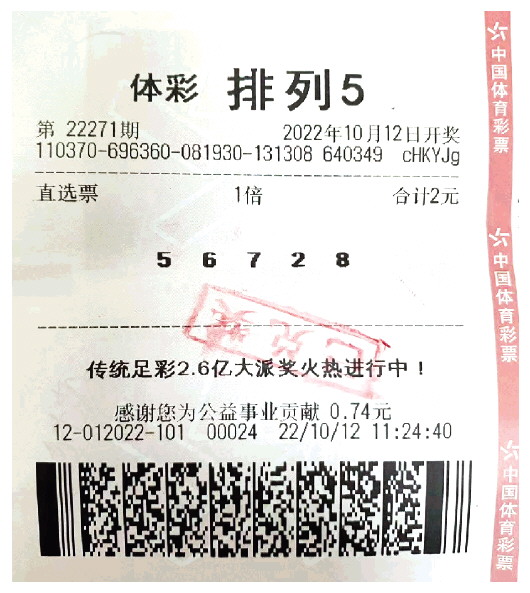 体彩 排列5
第 22271期 2022年10月12日开奖
110370-696360-081930-131308 640349 cHKYJg
直选票 1倍 合计2元
5 6 7 2 8
已兑奖
传统足彩2.6亿大派奖火热进行中！
感谢您为公益事业贡献 0.74元
12-012022-101 00024 22/10/12 11:24:40
中国体育彩票
中国体育彩票
中国体育彩票